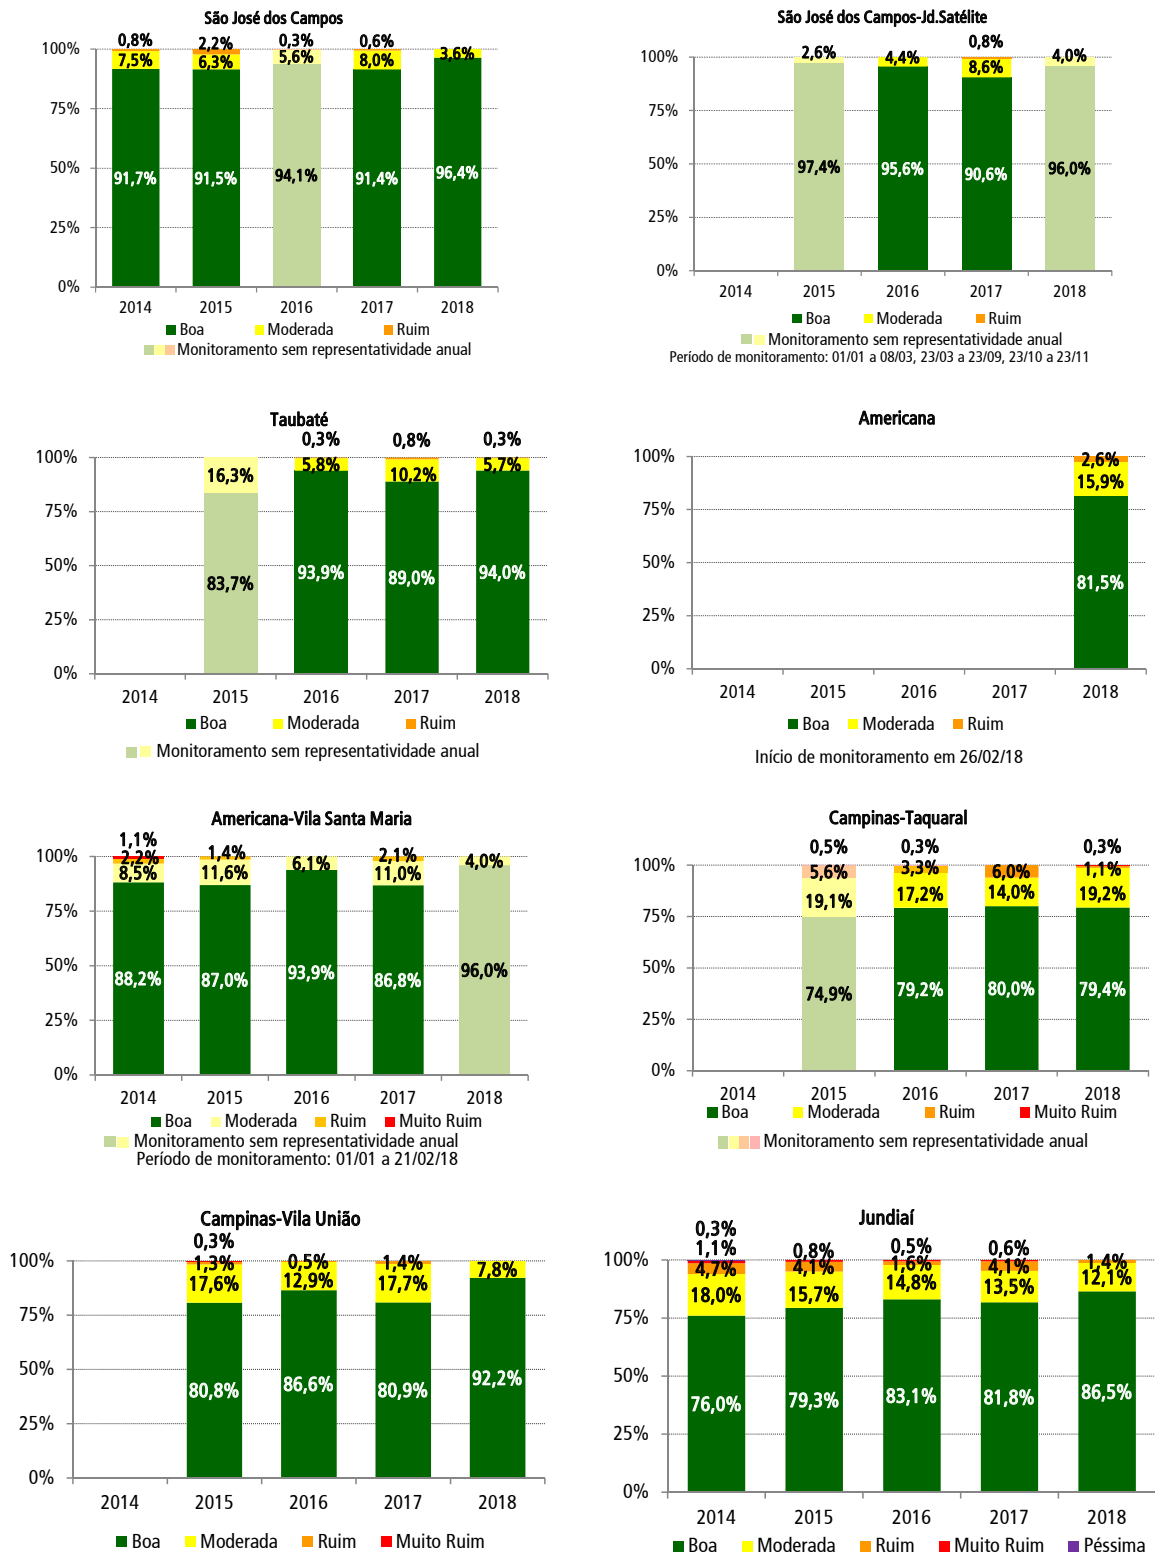 São José dos Campos
0,8% 2,2% 0,3% 0,6%
100%
7,5% 6,3% 5,6% 8,0% 3,6%
75%
50%
91,7% 91,5% 94,1% 91,4% 96,4%
25%
0%
2014 2015 2016 2017 2018
Boa Moderada Ruim
Monitoramento sem representatividade anual
São José dos Campos-Jd.Satélite
0,8%
100%
2,6% 4,4% 8,6% 4,0%
75%
50%
97,4% 95,6% 90,6% 96,0%
25%
0%
2014 2015 2016 2017 2018
Boa Moderada Ruim
Monitoramento sem representatividade anual
Período de monitoramento: 01/01 a 08/03, 23/03 a 23/09, 23/10 a 23/11
Taubaté
0,3% 0,8% 0,3%
100%
16,3% 5,8% 10,2% 5,7%
75%
50%
83,7% 93,9% 89,0% 94,0%
25%
0%
2014 2015 2016 2017 2018
Boa Moderada Ruim
Monitoramento sem representatividade anual
Americana
100%
2,6%
15,9%
75%
50%
81,5%
25%
0%
2014 2015 2016 2017 2018
Boa Moderada Ruim
Início de monitoramento em 26/02/18
Americana-Vila Santa Maria
1,1%
100%
2,2% 1,4% 2,1%
8,5% 11,6% 6,1% 11,0% 4,0%
75%
50%
88,2% 87,0% 93,9% 86,8% 96,0%
25%
0%
2014 2015 2016 2017 2018
Boa Moderada Ruim Muito Ruim
Monitoramento sem representatividade anual
Período de monitoramento: 01/01 a 21/02/18
Campinas-Taquaral
0,5% 0,3% 0,3%
100%
5,6% 3,3% 6,0% 1,1%
19,1% 17,2% 14,0% 19,2%
75%
50%
74,9% 79,2% 80,0% 79,4%
25%
0%
2014 2015 2016 2017 2018
Boa Moderada Ruim Muito Ruim
Monitoramento sem representatividade anual
Campinas-Vila União
0,3%
100%
1,3% 0,5% 1,4%
17,6% 12,9% 17,7% 7,8%
75%
50%
80,8% 86,6% 80,9% 92,2%
25%
0%
2014 2015 2016 2017 2018
Boa Moderada Ruim Muito Ruim
Jundiaí
0,3%
1,1% 0,8% 0,5% 0,6%
100%
4,7% 4,1% 1,6% 4,1% 1,4%
18,0% 15,7% 14,8% 13,5% 12,1%
75%
50%
76,0% 79,3% 83,1% 81,8% 86,5%
25%
0%
2014 2015 2016 2017 2018
Boa Moderada Ruim Muito Ruim Péssima